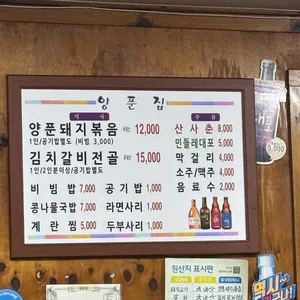 양푼집
식사
양푼돼지볶음 12,000
1인/공기밥별도 (비빔 3,000)
김치갈비전골 15,000
1인/2인분이상/공기밥별도
비빔밥 7,000 공기밥 1,000
콩나물국밥 7,000 라면사리 1,000
계란찜 5,000 두부사리 1,000
주류
산사춘 8,000
민들레대포 5,000
막걸리 4,000
소주/맥주 4,000
음료수 2,000
5,000
원산지 표시판